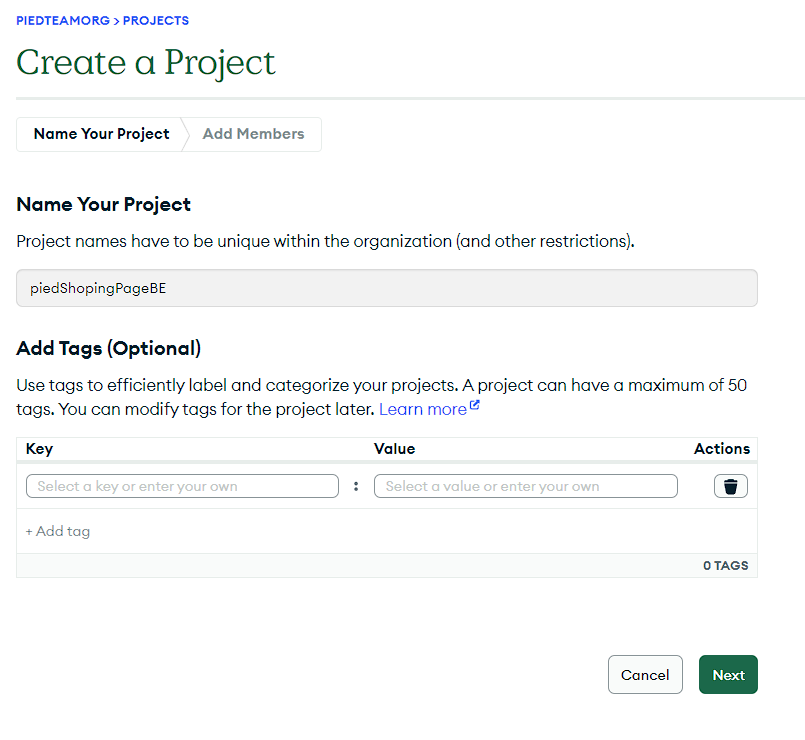 PIEDTEAMORG > PROJECTS
Create a Project
Name Your Project
Add Members
Name Your Project
Project names have to be unique within the organization (and other restrictions).
piedShopingPageBE
Add Tags (Optional)
Use tags to efficiently label and categorize your projects. A project can have a maximum of 50
tags. You can modify tags for the project later. Learn more
Key Value Actions
Select a key or enter your own : Select a value or enter your own
+ Add tag
0 TAGS
Cancel Next